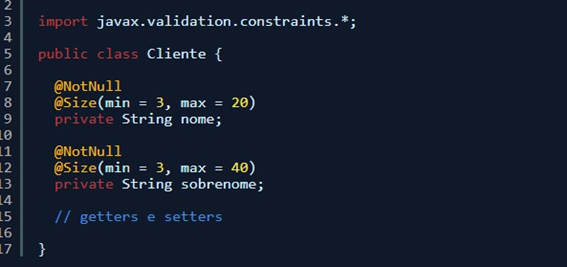 2
3 import javax.validation.constraints.*;
4
5 public class Cliente {
6
7 @NotNull
8 @Size(min = 3, max = 20)
9 private String nome;
10
11 @NotNull
12 @Size(min = 3, max = 40)
13 private String sobrenome;
14
15 // getters e setters
16
17 }